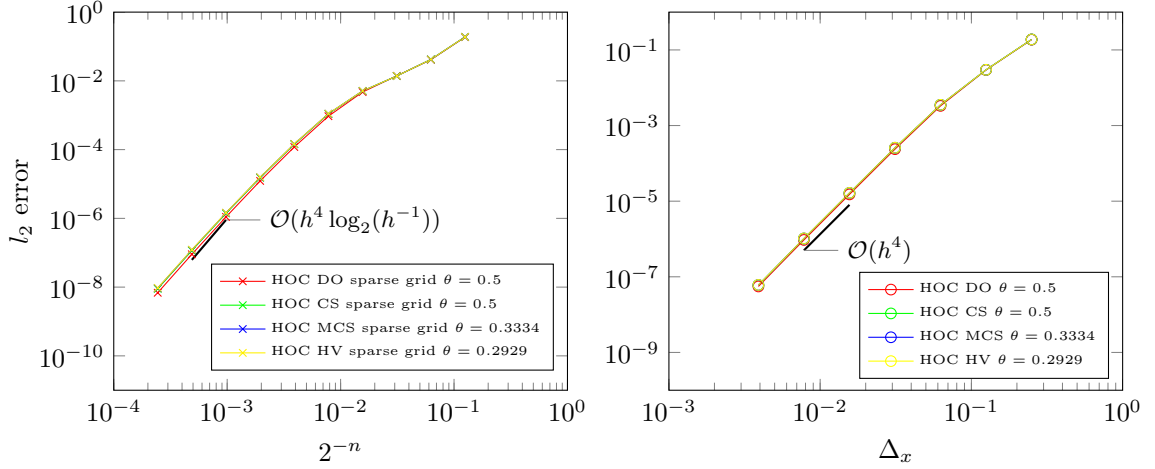 10^0
10^{-2}
10^{-4}
10^{-6}
10^{-8}
10^{-10}
l_2 error
O(h^4 log_2(h^{-1}))
HOC DO sparse grid θ = 0.5
HOC CS sparse grid θ = 0.5
HOC MCS sparse grid θ = 0.3334
HOC HV sparse grid θ = 0.2929
10^{-4} 10^{-3} 10^{-2} 10^{-1} 10^0
2^{-n}
10^{-1}
10^{-3}
10^{-5}
10^{-7}
10^{-9}
O(h^4)
HOC DO θ = 0.5
HOC CS θ = 0.5
HOC MCS θ = 0.3334
HOC HV θ = 0.2929
10^{-3} 10^{-2} 10^{-1} 10^0
Δ_x